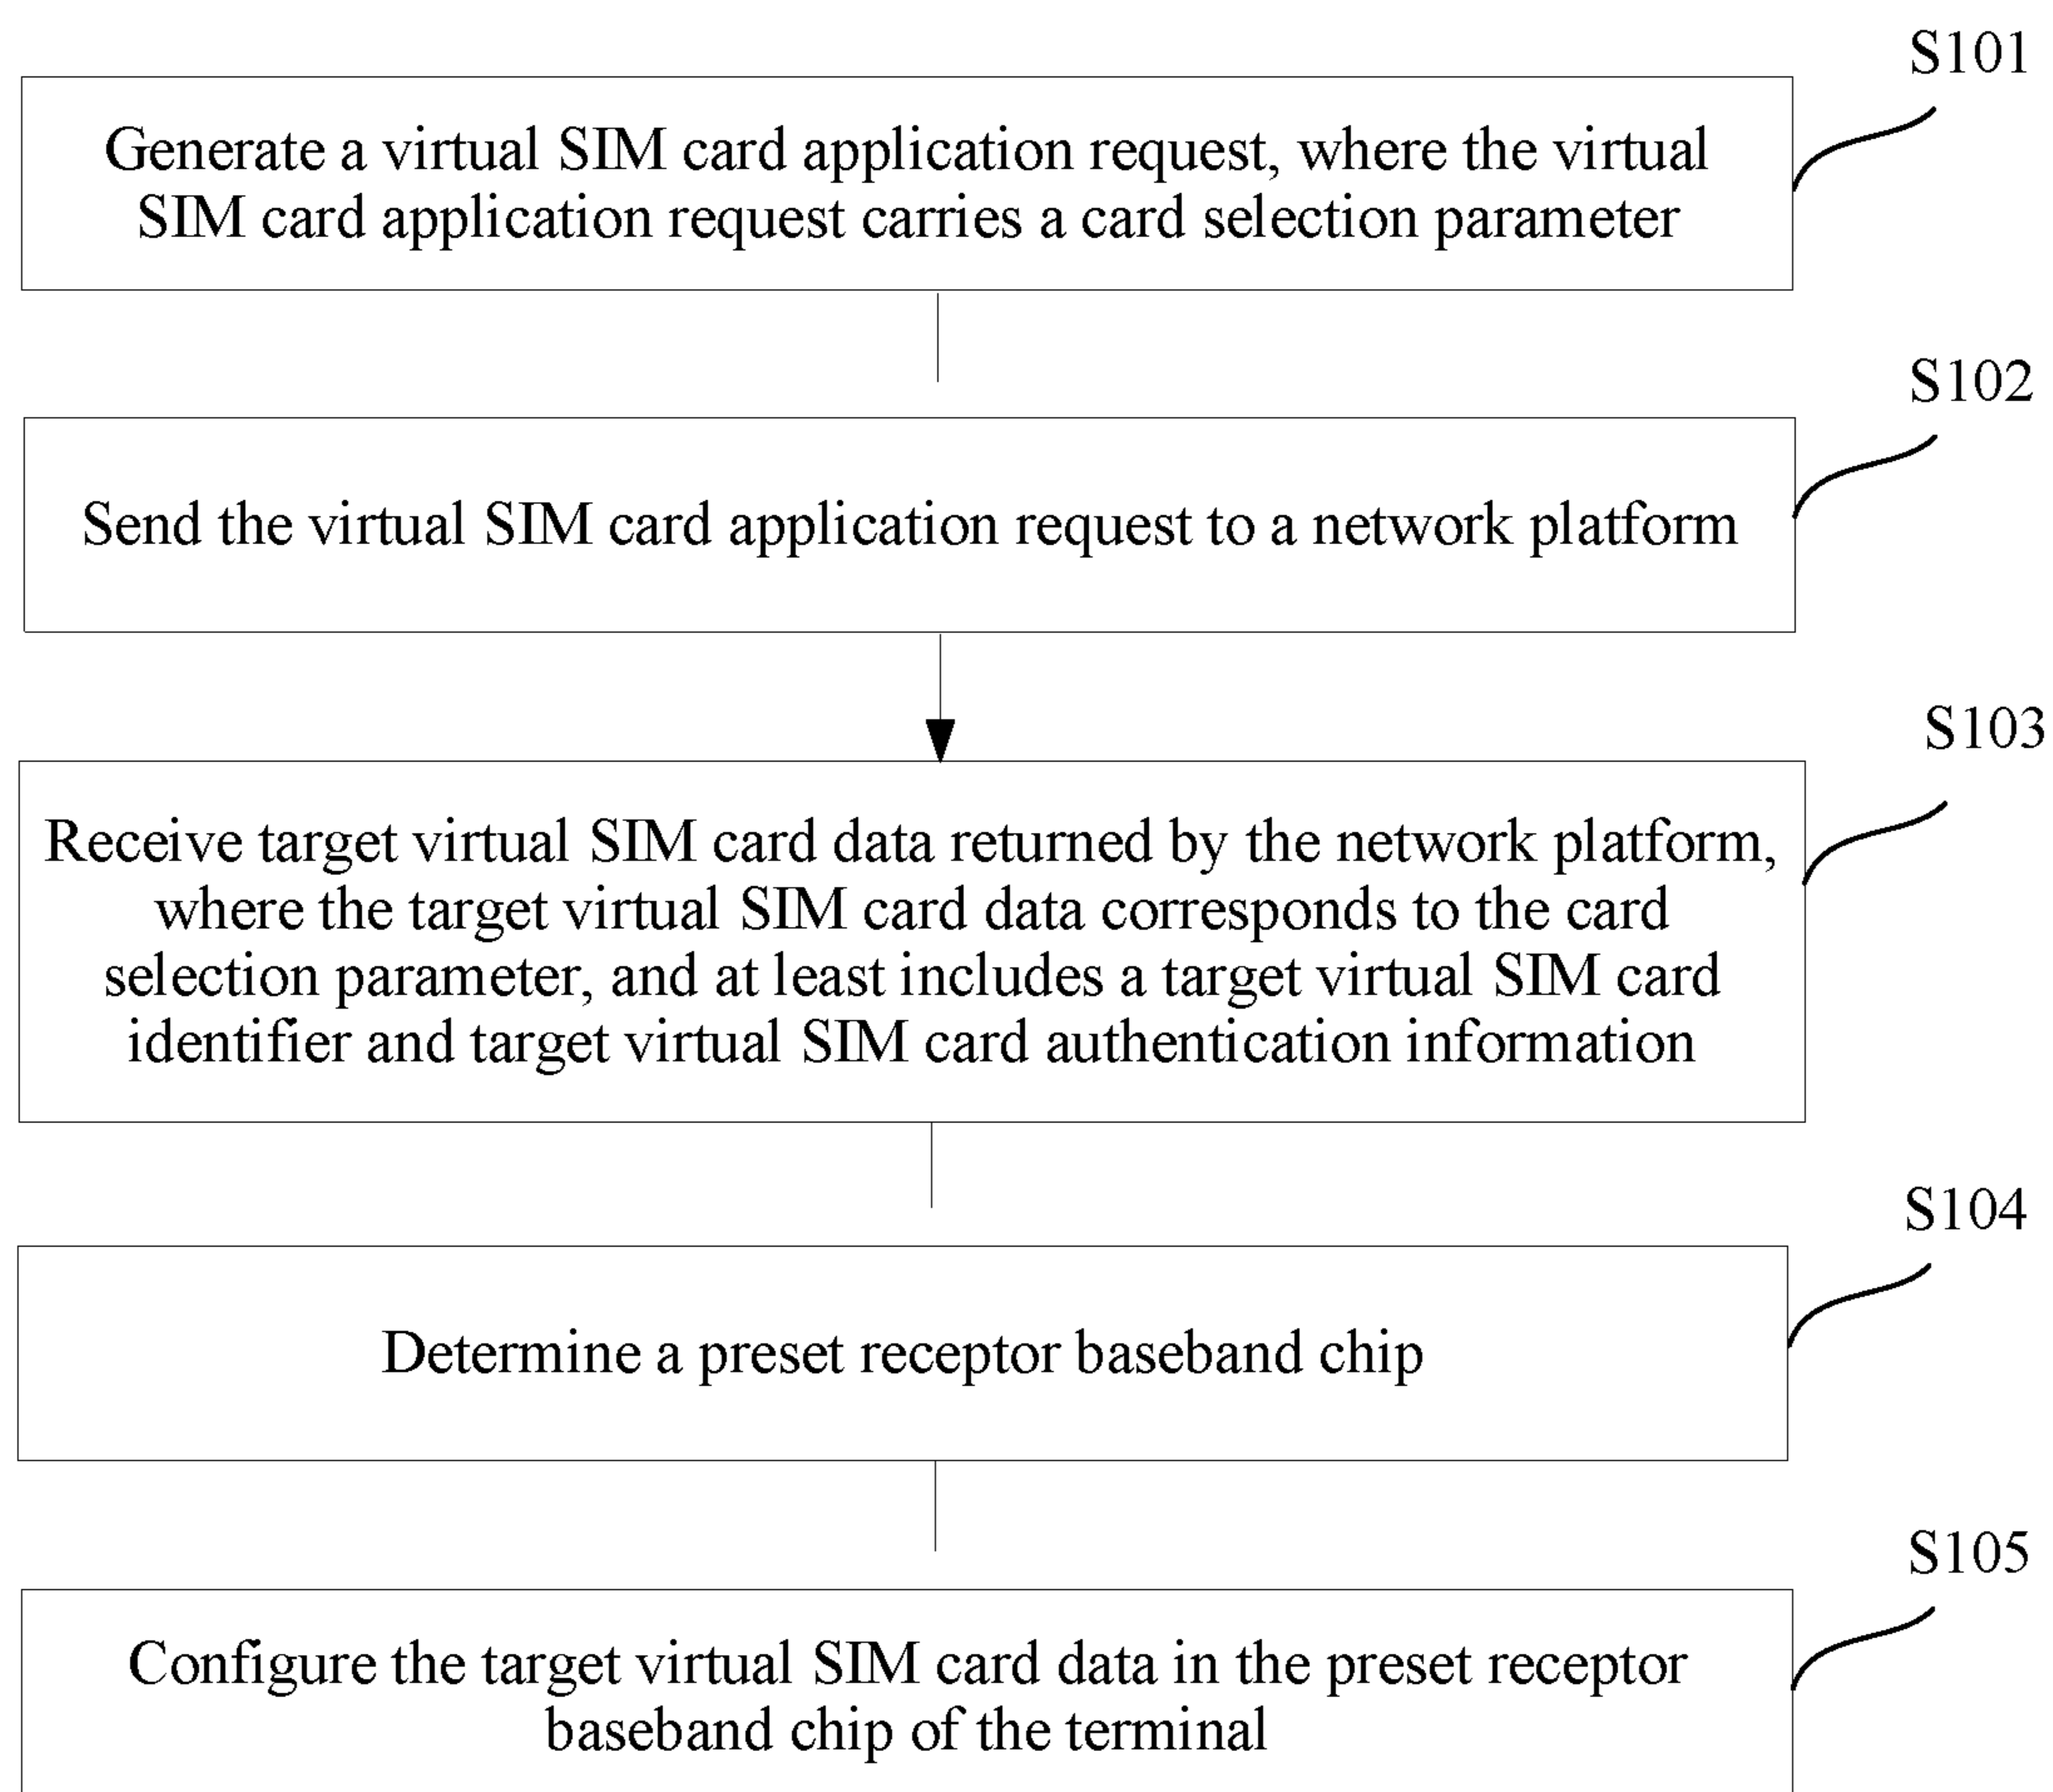 S101
Generate a virtual SIM card application request, where the virtual
SIM card application request carries a card selection parameter
S102
Send the virtual SIM card application request to a network platform
S103
Receive target virtual SIM card data returned by the network platform,
where the target virtual SIM card data corresponds to the card
selection parameter, and at least includes a target virtual SIM card
identifier and target virtual SIM card authentication information
S104
Determine a preset receptor baseband chip
S105
Configure the target virtual SIM card data in the preset receptor
baseband chip of the terminal